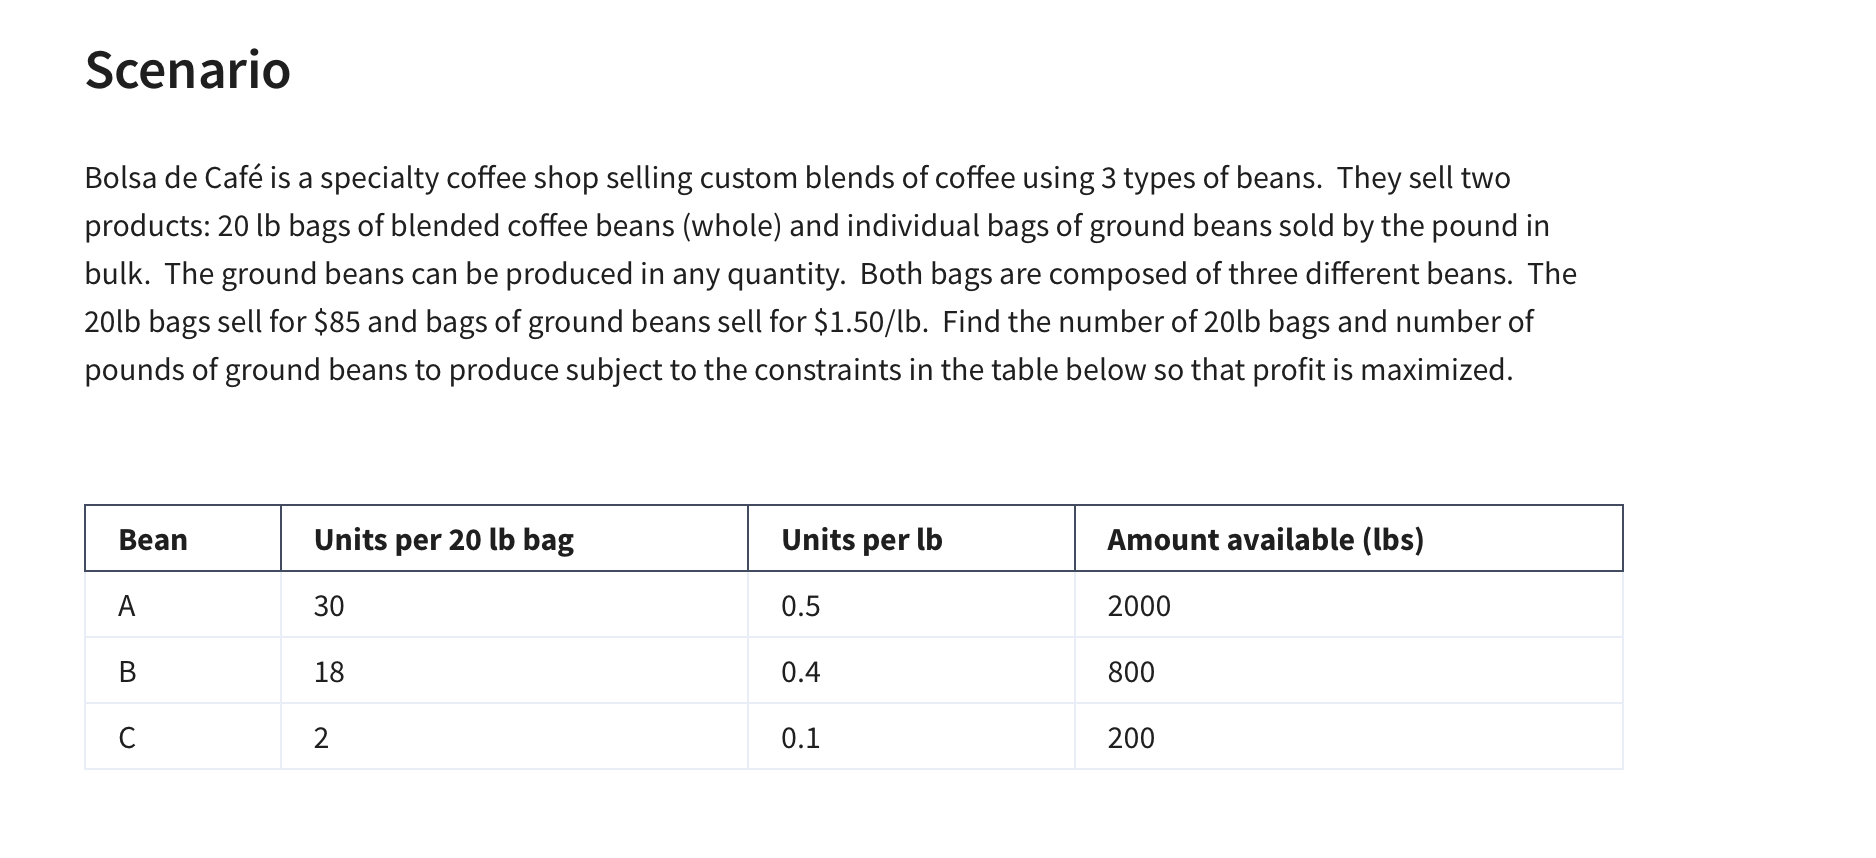 Scenario
Bolsa de Café is a specialty coffee shop selling custom blends of coffee using 3 types of beans.  They sell two
products: 20 lb bags of blended coffee beans (whole) and individual bags of ground beans sold by the pound in
bulk.  The ground beans can be produced in any quantity.  Both bags are composed of three different beans.  The
20lb bags sell for $85 and bags of ground beans sell for $1.50/lb.  Find the number of 20lb bags and number of
pounds of ground beans to produce subject to the constraints in the table below so that profit is maximized.
Bean Units per 20 lb bag Units per lb Amount available (lbs)
A 30 0.5 2000
B 18 0.4 800
C 2 0.1 200